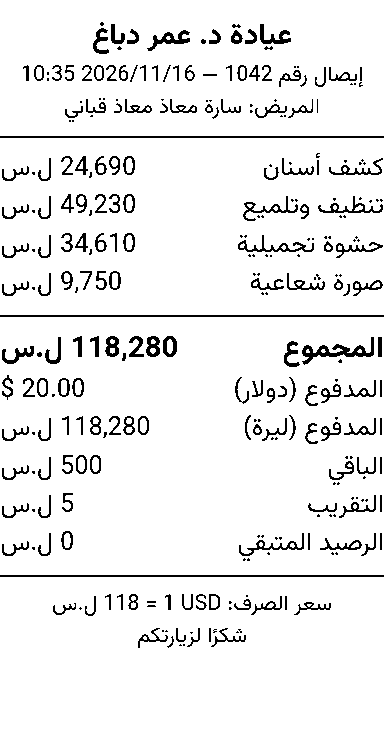 عيادة د. عمر دباغ
إيصال رقم 1042 — 2026/11/16 10:35
المريض: سارة معاذ معاذ قباني
كشف أسنان 24,690 ل.س
تنظيف وتلميع 49,230 ل.س
حشوة تجميلية 34,610 ل.س
صورة شعاعية 9,750 ل.س
المجموع 118,280 ل.س
المدفوع (دولار) 20.00 $
المدفوع (ليرة) 118,280 ل.س
الباقي 500 ل.س
التقريب 5 ل.س
الرصيد المتبقي 0 ل.س
سعر الصرف: 1 USD = 118 ل.س
شكرًا لزيارتكم